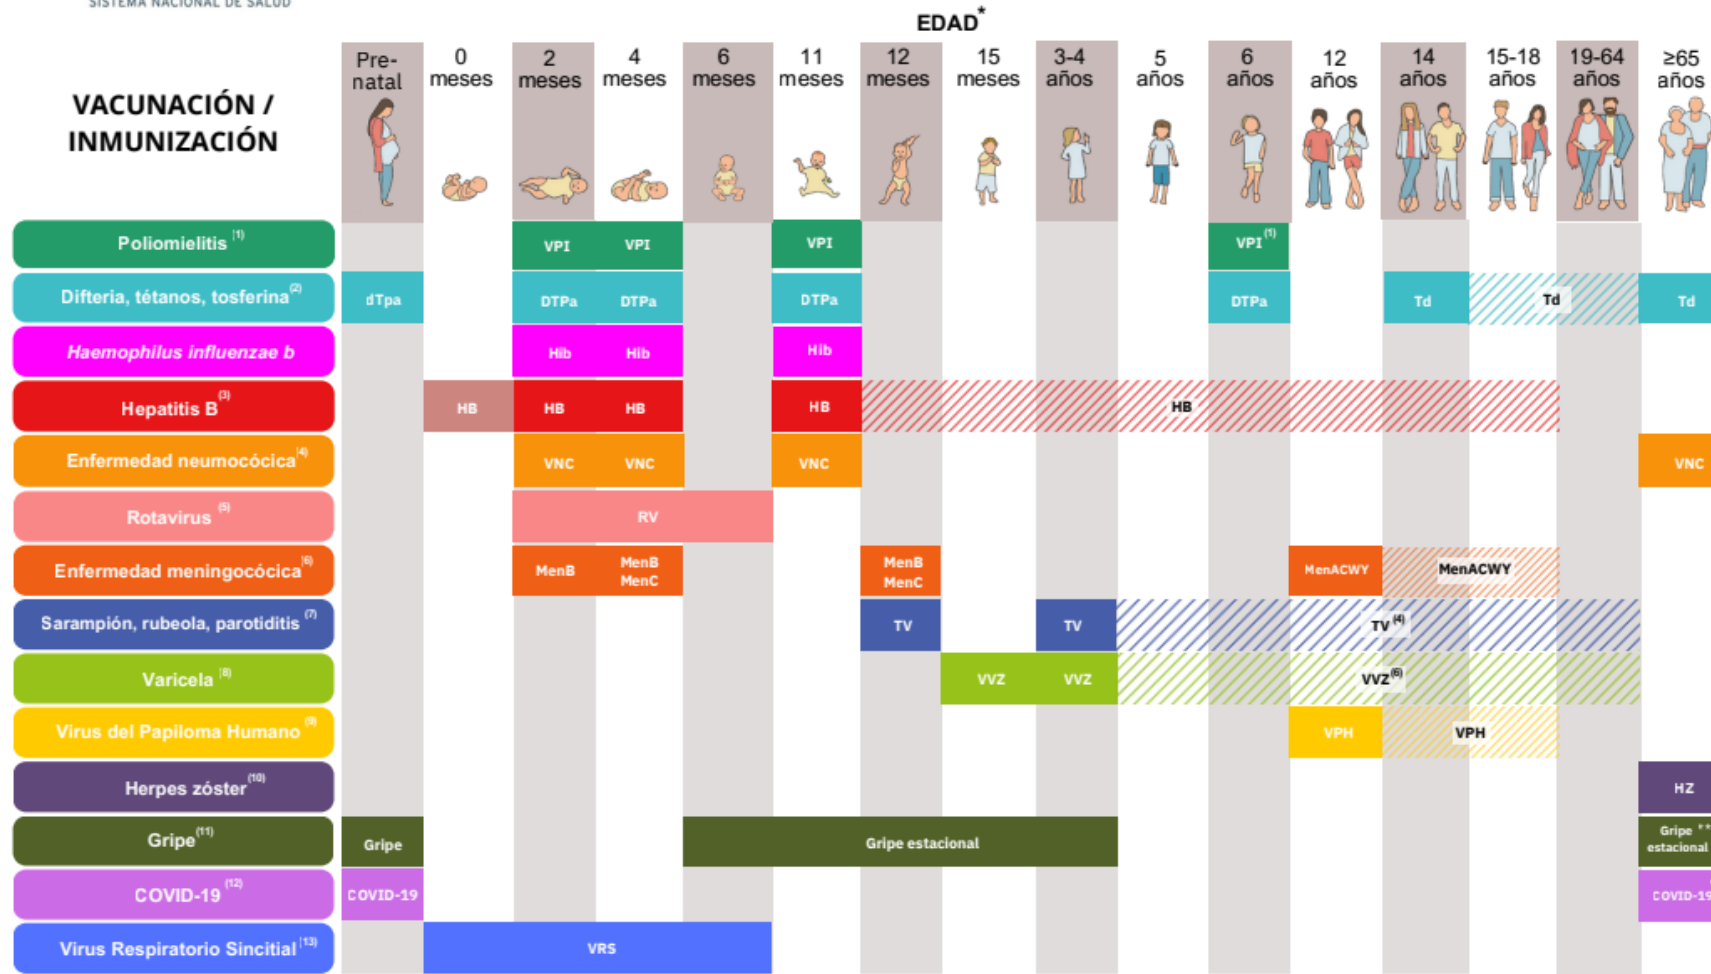 SISTEMA NACIONAL DE SALUD
EDAD*
VACUNACIÓN /
INMUNIZACIÓN
Pre-
natal
0
meses
2
meses
4
meses
6
meses
11
meses
12
meses
15
meses
3-4
años
5
años
6
años
12
años
14
años
15-18
años
19-64
años
≥65
años
Poliomielitis (1) VPI VPI VPI VPI(1)
Difteria, tétanos, tosferina(2) dTpa DTPa DTPa DTPa DTPa Td Td Td
Haemophilus influenzae b Hib Hib Hib
Hepatitis B(3) HB HB HB HB HB
Enfermedad neumocócica(4) VNC VNC VNC VNC
Rotavirus (5) RV
Enfermedad meningocócica(6) MenB MenB MenB MenACWY MenACWY
MenC MenC
Sarampión, rubeola, parotiditis (7) TV TV TV (4)
Varicela (8) VVZ VVZ VVZ(6)
Virus del Papiloma Humano (9) VPH VPH
Herpes zóster(10) HZ
Gripe(11) Gripe Gripe estacional Gripe **
estacional
COVID-19 (12) COVID-19 COVID-19
Virus Respiratorio Sincitial (13) VRS